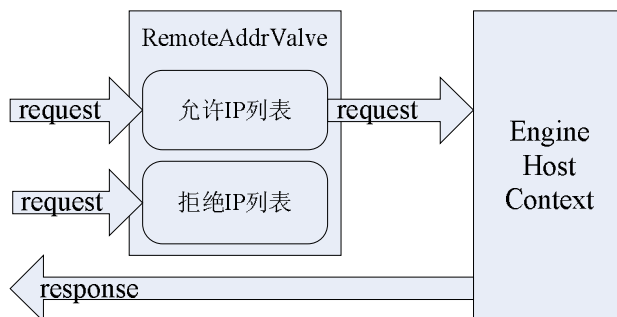 RemoteAddrValve
request
允许IP列表
request
request
拒绝IP列表
Engine
Host
Context
response